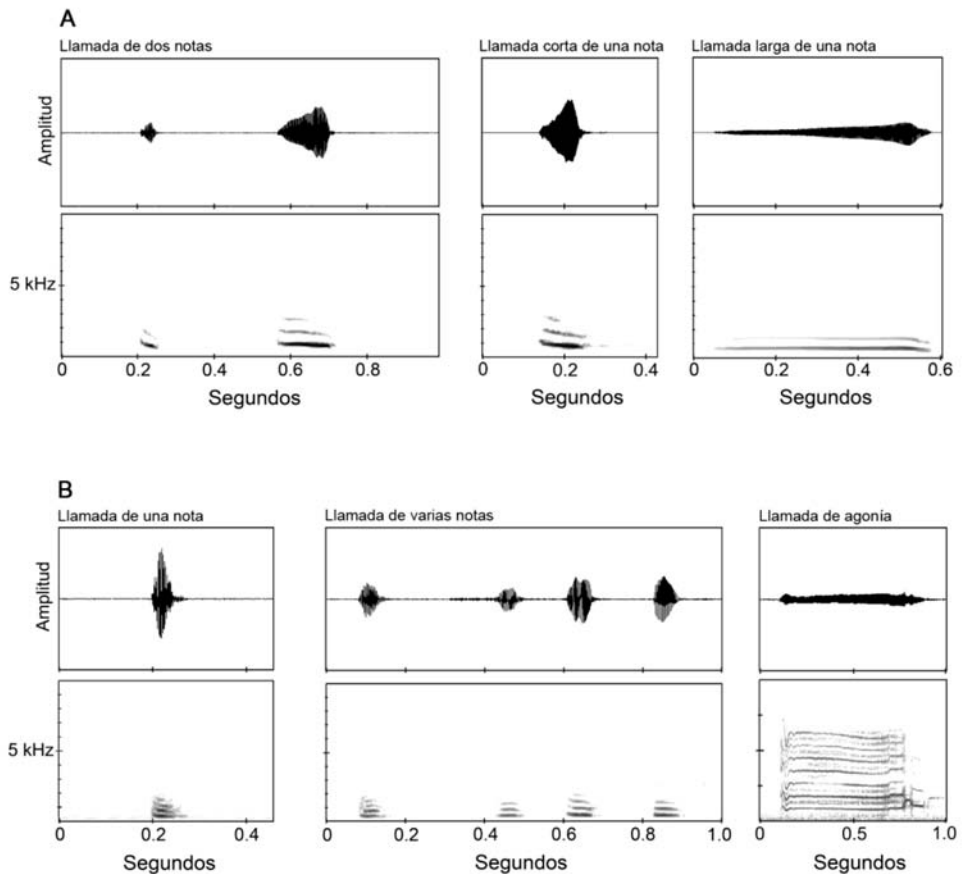 A
Llamada de dos notas
Llamada corta de una nota
Llamada larga de una nota
Amplitud
5 kHz
0 0.2 0.4 0.6 0.8
0 0.2 0.4
0 0.2 0.4 0.6
Segundos
Segundos
Segundos
B
Llamada de una nota
Llamada de varias notas
Llamada de agonía
Amplitud
5 kHz
0 0.2 0.4
0 0.2 0.4 0.6 0.8 1.0
0 0.5 1.0
Segundos
Segundos
Segundos